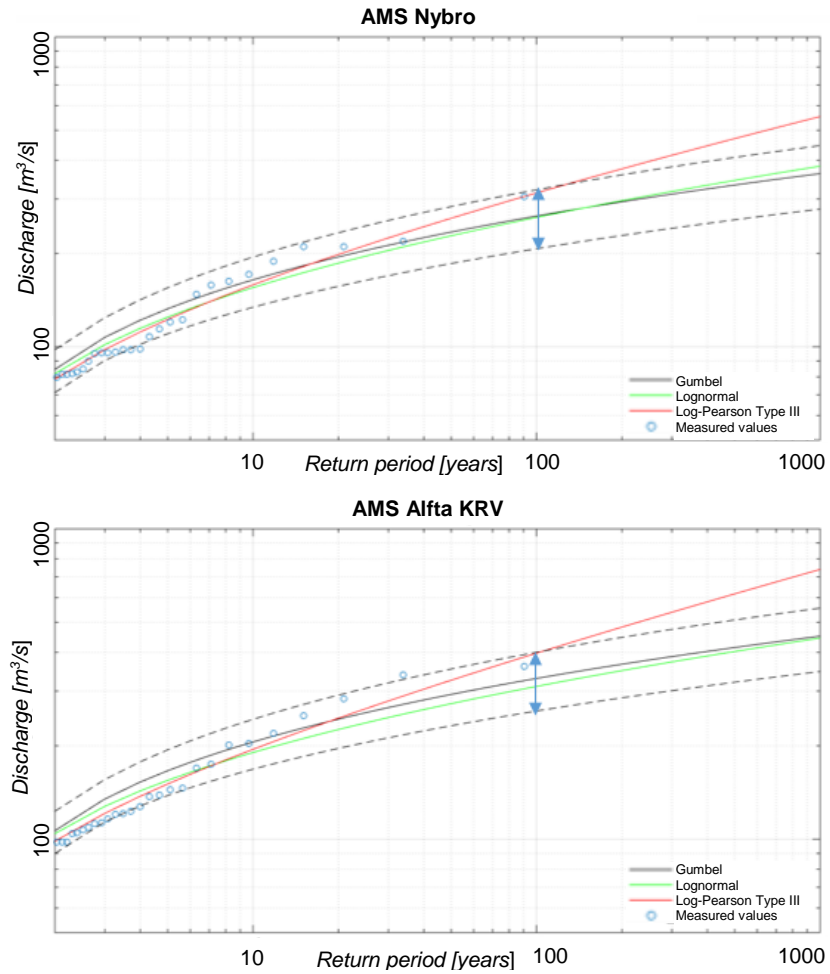 AMS Nybro
1000
Discharge [m³/s]
100
Gumbel
Lognormal
Log-Pearson Type III
Measured values
10 Return period [years] 100 1000
AMS Alfta KRV
1000
Discharge [m³/s]
100
Gumbel
Lognormal
Log-Pearson Type III
Measured values
10 Return period [years] 100 1000